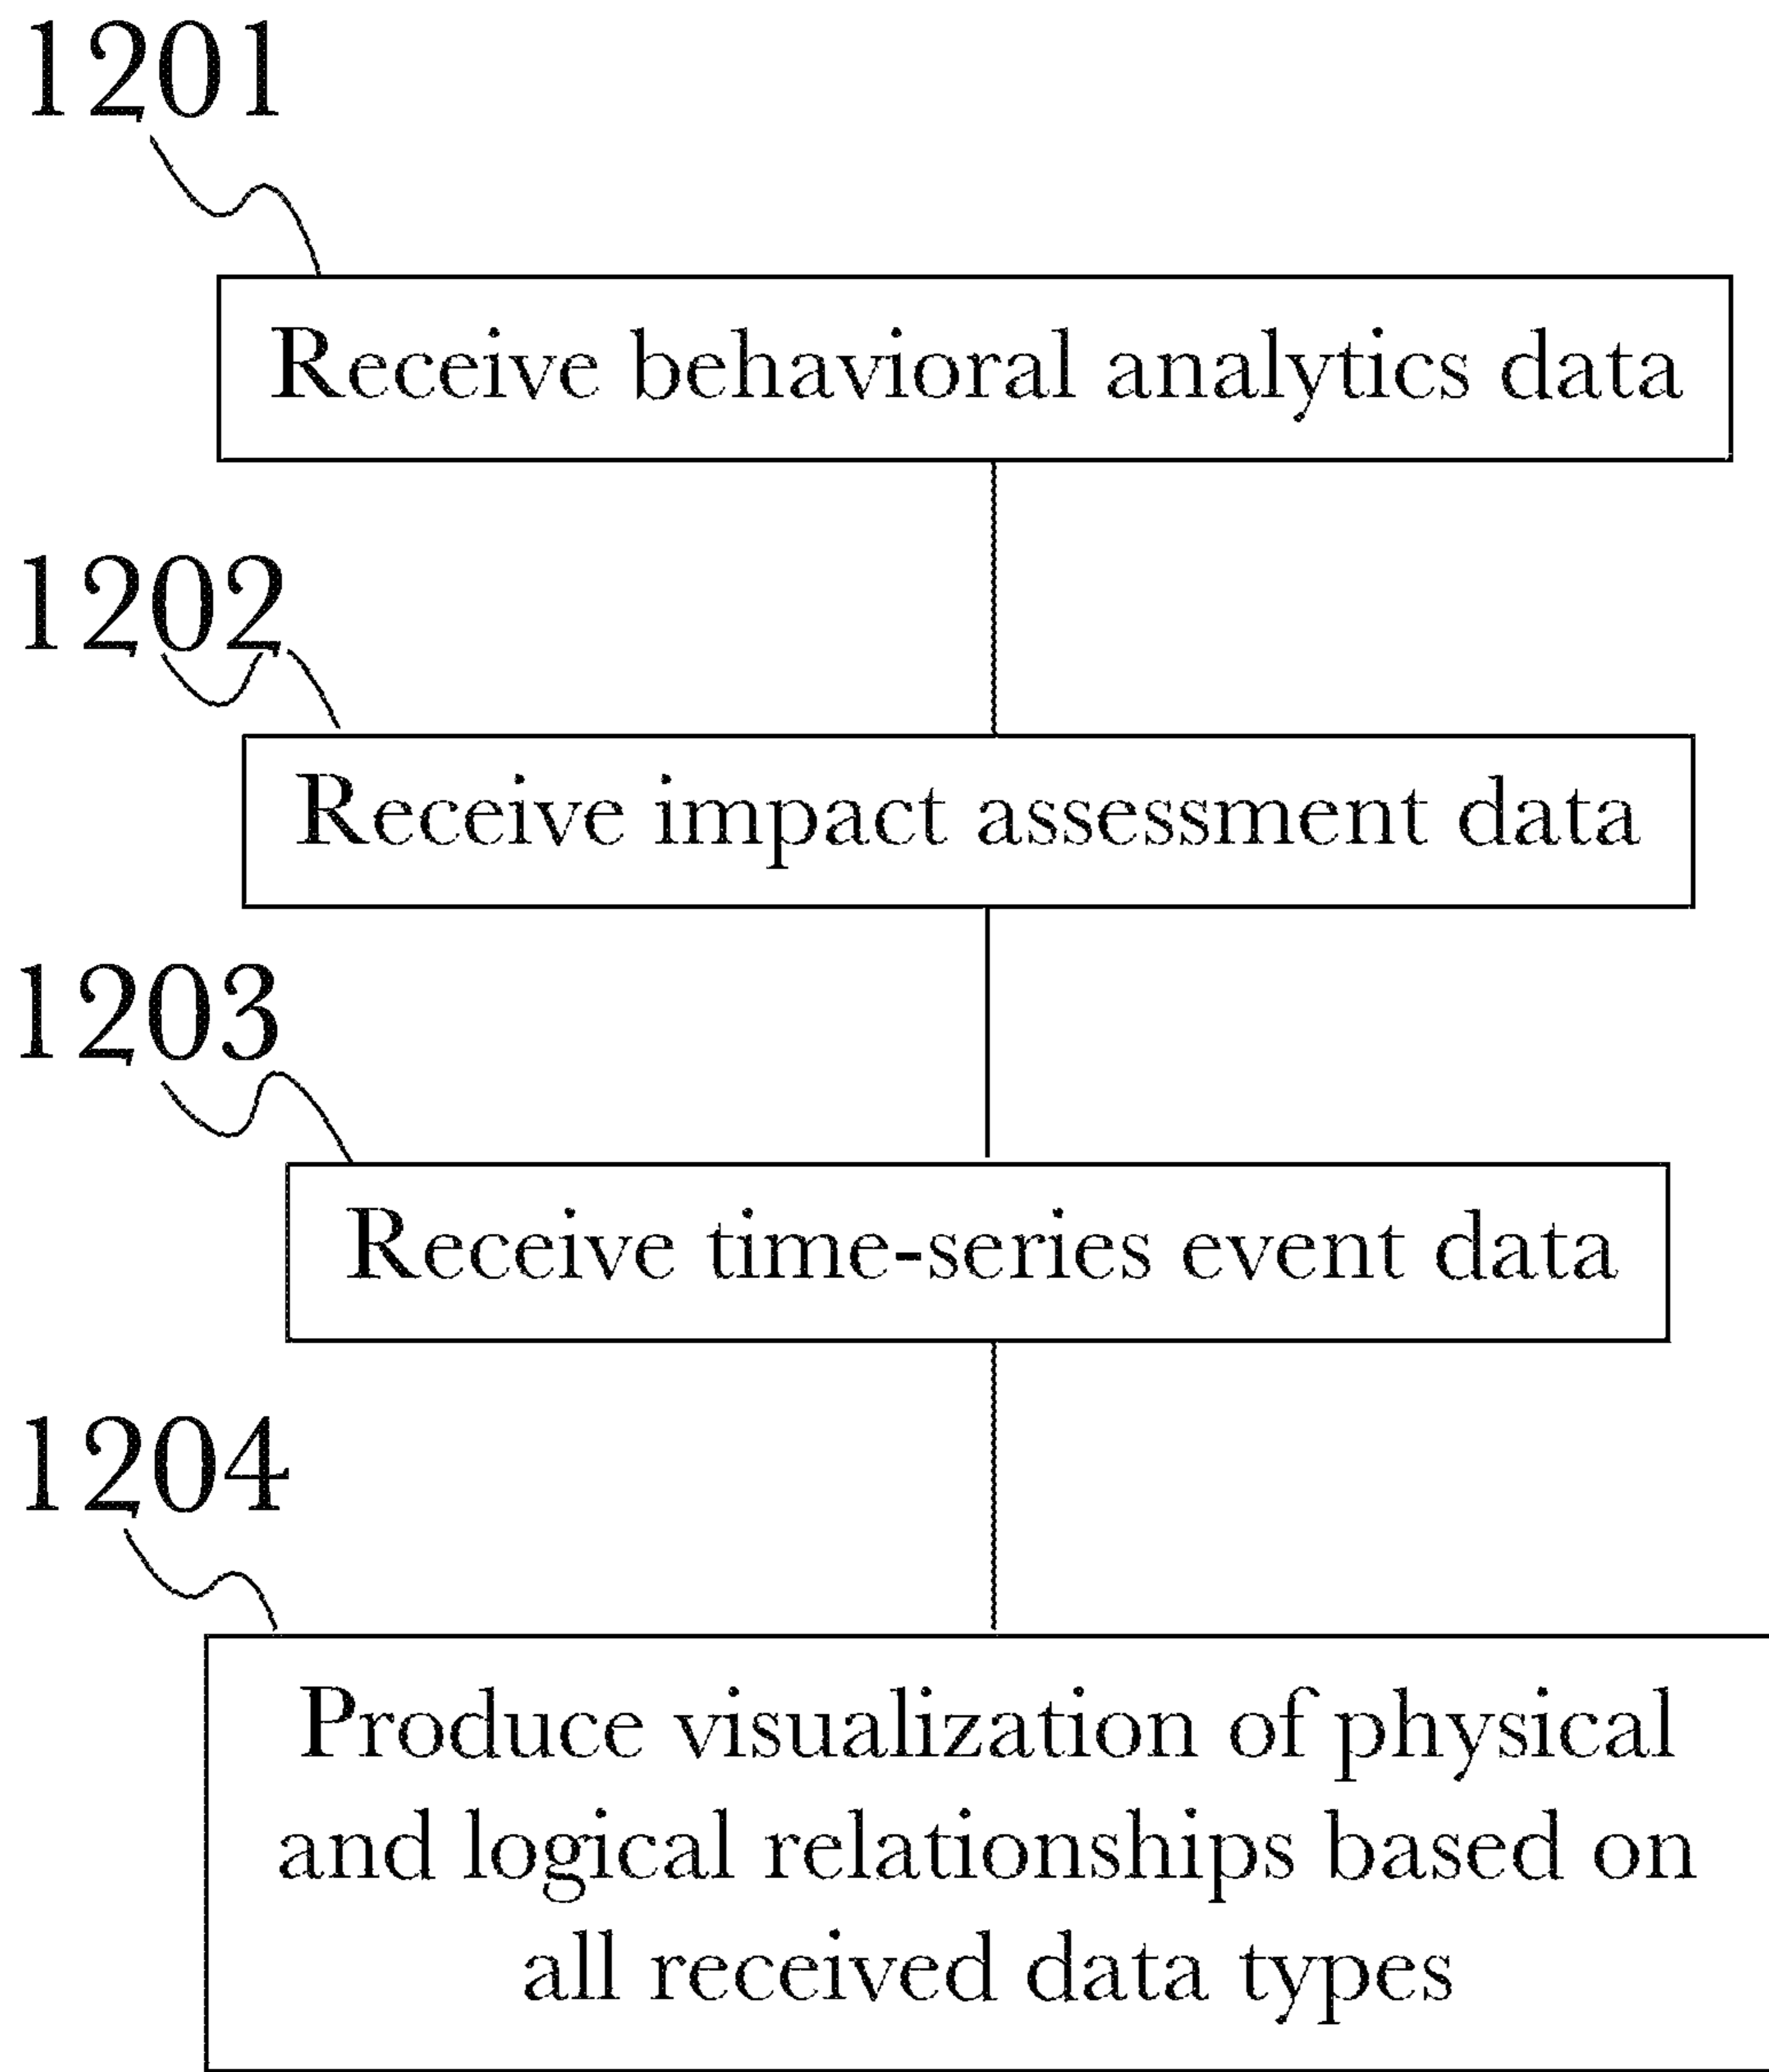 1201
Receive behavioral analytics data
1202
Receive impact assessment data
1203
Receive time-series event data
1204
Produce visualization of physical
and logical relationships based on
all received data types